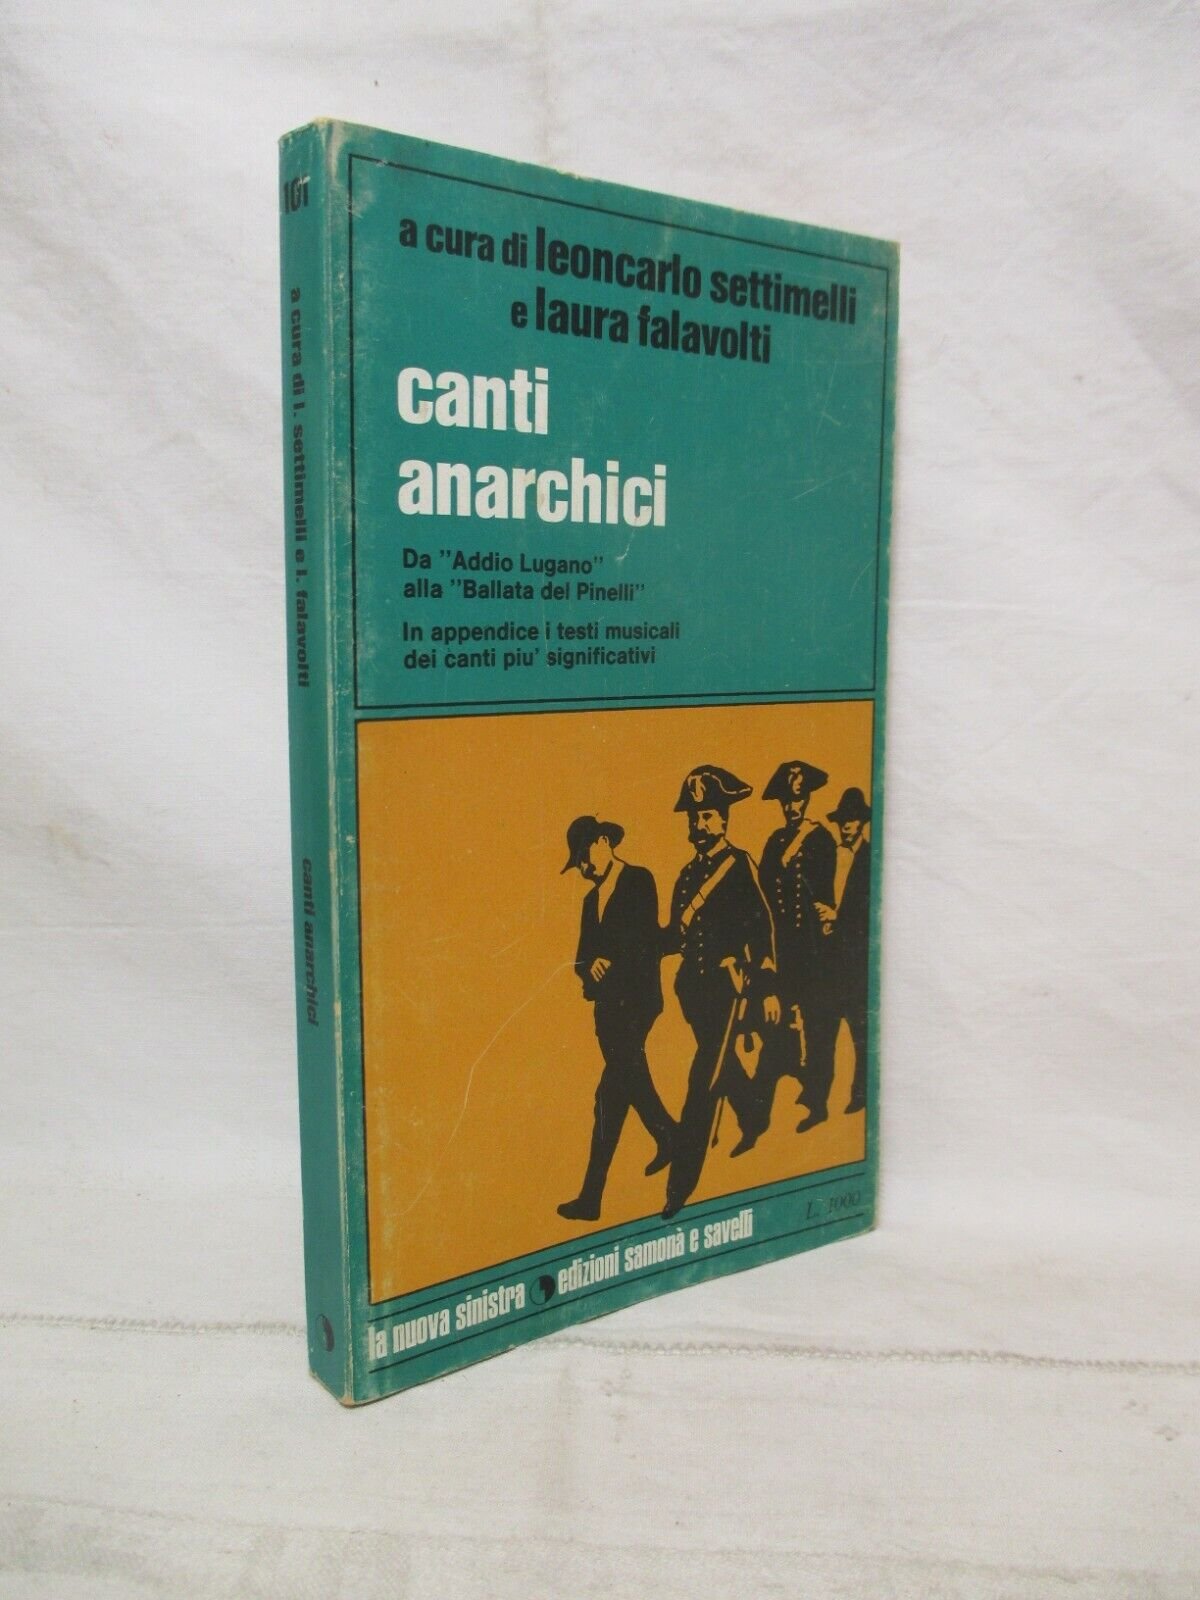 101
a cura di l. settimelli e l. falavolti
canti anarchici
a cura di leoncarlo settimelli
e laura falavolti
canti
anarchici
Da "Addio Lugano"
alla "Ballata del Pinelli"
In appendice i testi musicali
dei canti piu' significativi
L. 1000
la nuova sinistra edizioni samonà e savelli